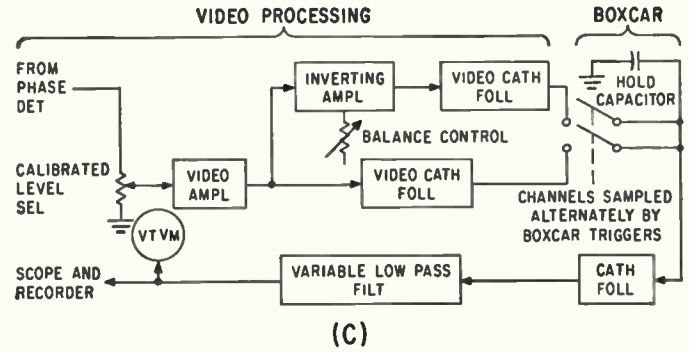 VIDEO PROCESSING
BOXCAR
FROM
PHASE
DET
INVERTING
AMPL
VIDEO CATH
FOLL
HOLD
CAPACITOR
BALANCE CONTROL
CALIBRATED
LEVEL
SEL
VIDEO
AMPL
VIDEO CATH
FOLL
CHANNELS SAMPLED
ALTERNATELY BY
BOXCAR TRIGGERS
VTVM
SCOPE AND
RECORDER
VARIABLE LOW PASS
FILT
CATH
FOLL
(C)